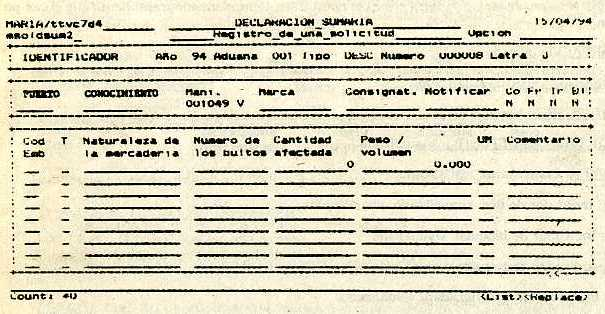 MARIA/ttvc7d4 DECLARACION SUMARIA 15/04/94
msoldsum2 Registro de una solicitud Opcion
IDENTIFICADOR Año 94 Aduana 001 Tipo DESC Numero 000008 Letra J
PUERTO CONOCIMIENTO Mani. Marca Consignat. Notificar Co Fr Tr Dl
001049 V N N N N
Cod T Naturaleza de Numero de Cantidad Peso / UM Comentario
Emb la mercaderia los bultos afectada volumen
0 0.000
Count: *0 <List><Replace>